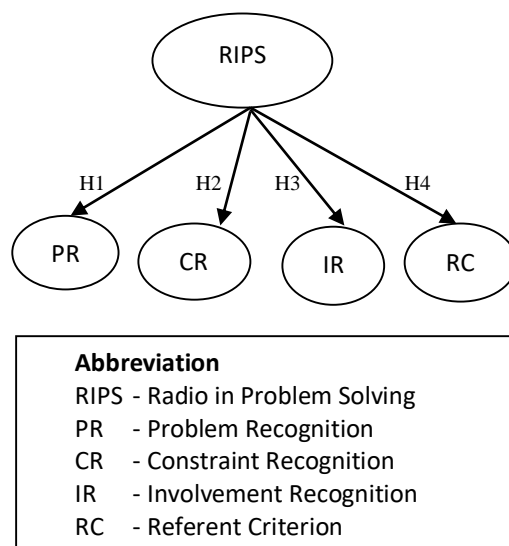 RIPS
H1 H2 H3 H4
PR CR IR RC
Abbreviation
RIPS - Radio in Problem Solving
PR - Problem Recognition
CR - Constraint Recognition
IR - Involvement Recognition
RC - Referent Criterion